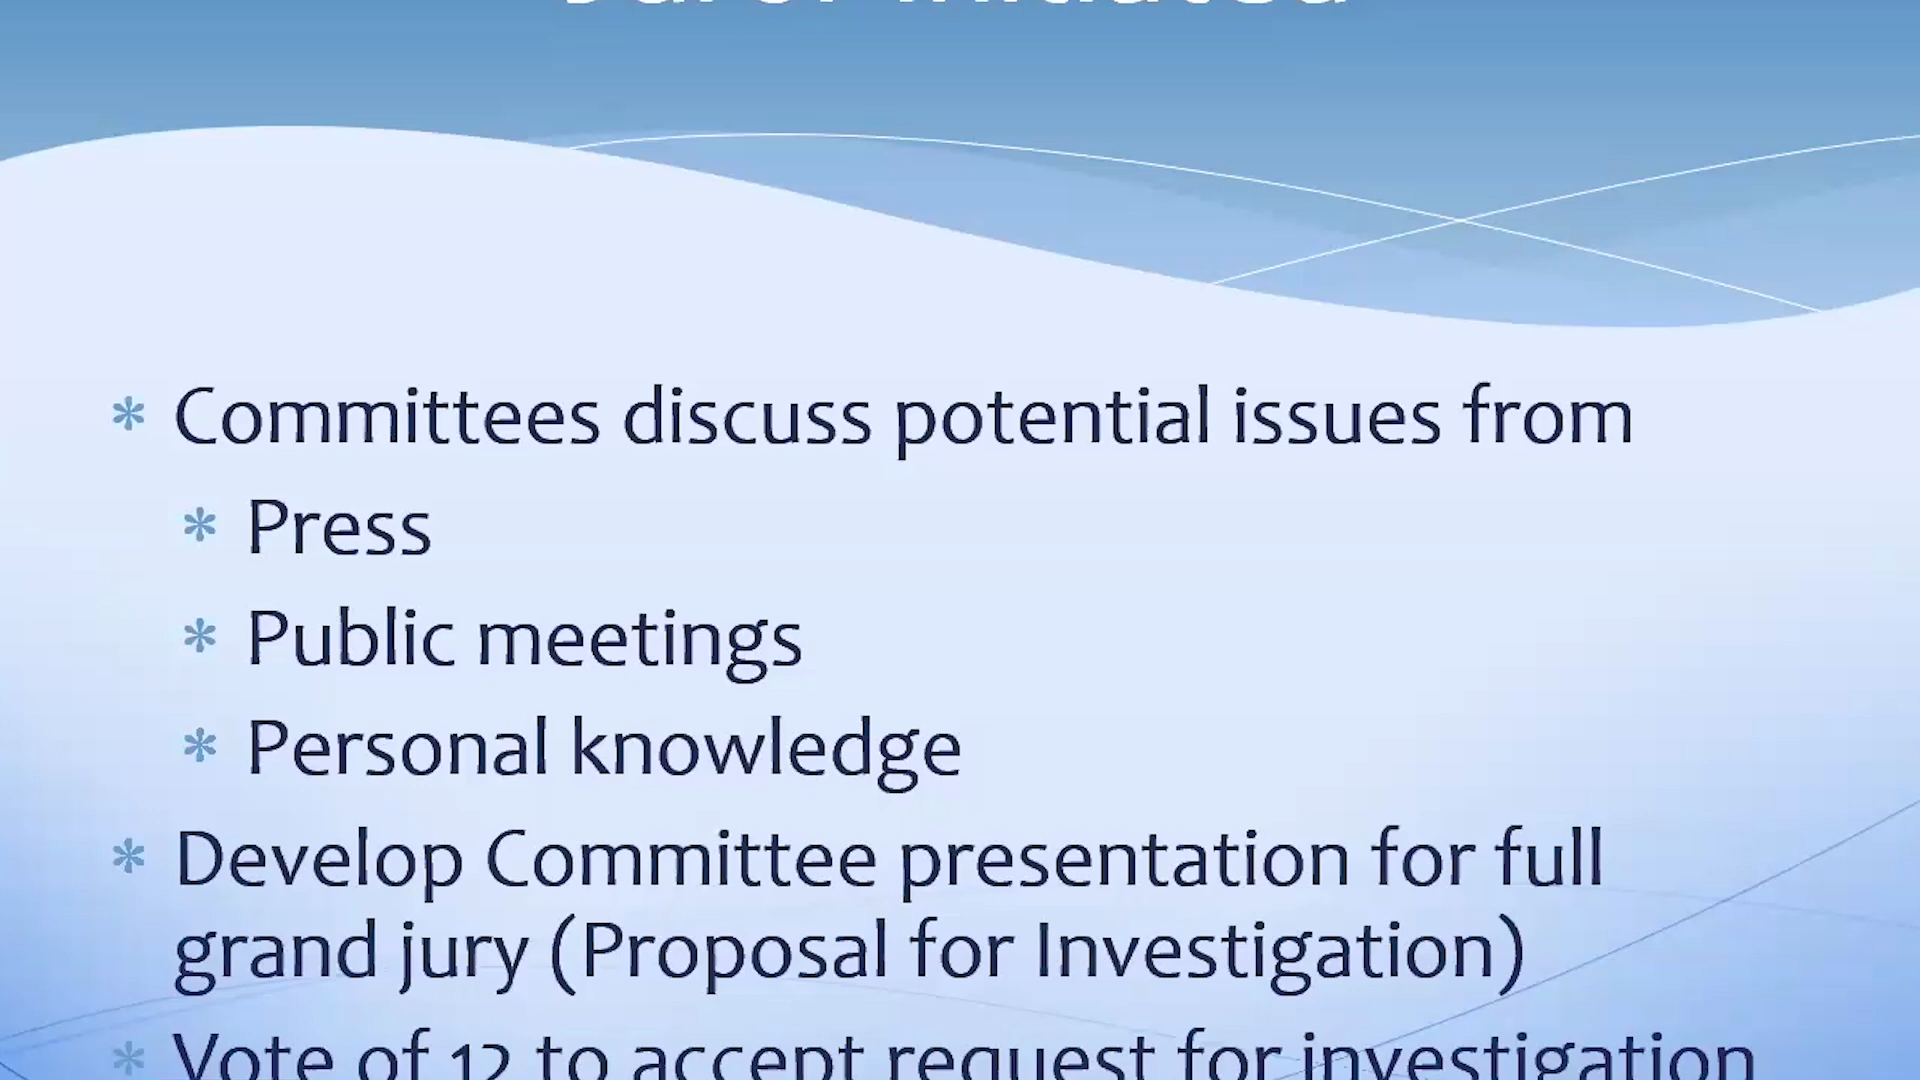 Committees discuss potential issues from
Press
Public meetings
Personal knowledge
Develop Committee presentation for full
grand jury (Proposal for Investigation)
Vote of 12 to accept request for investigation